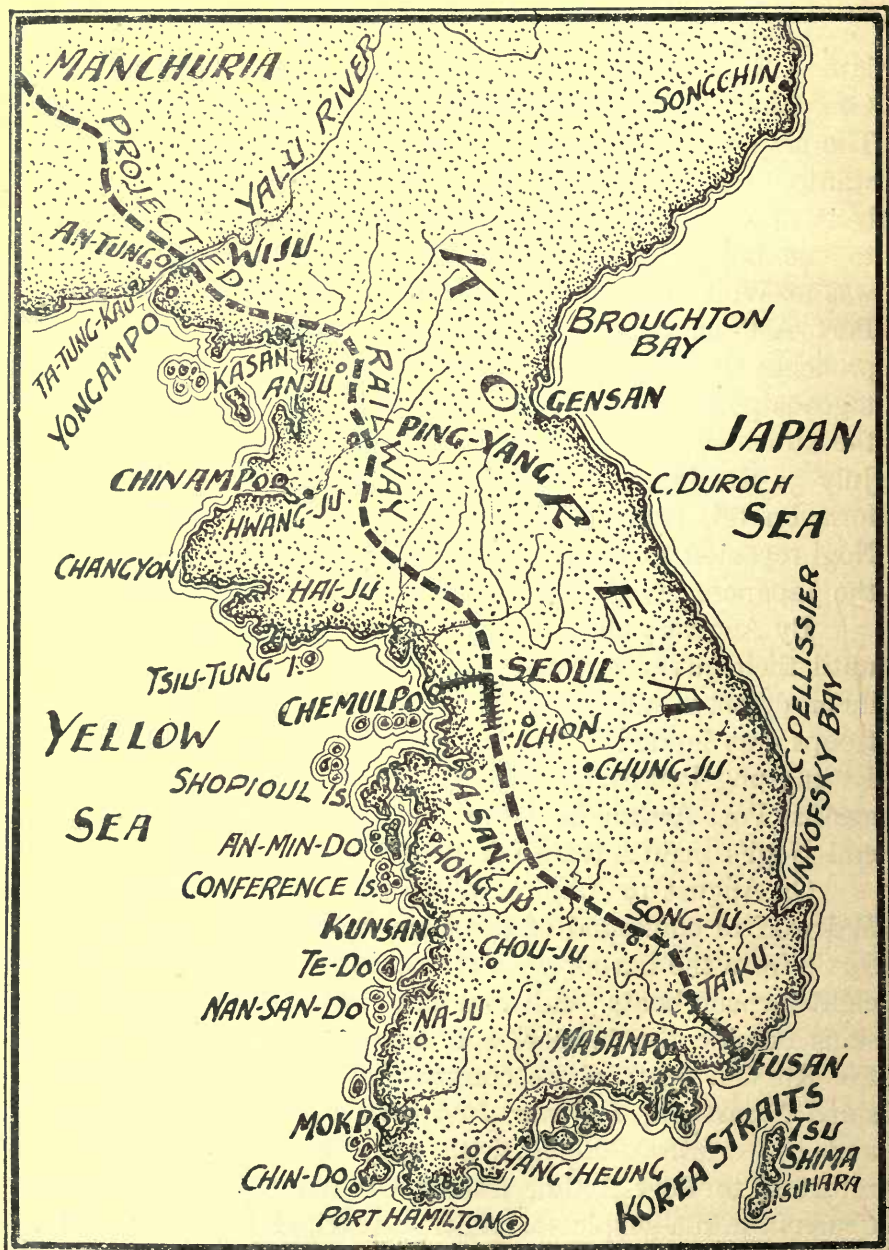 MANCHURIA
SONGCHIN
PROJECTED
RAILWAY
YALU RIVER
AN-TUNG
WIJU
TA-TUNG-KAU
YONGAMPO
KASAN
ANJU
KOREA
BROUGHTON
BAY
GENSAN
JAPAN
SEA
PING-YANG
C. DUROCH
CHINAMPO
HWANG-JU
CHANGYON
HAI-JU
TSIU-TUNG I.
SEOUL
CHEMULPO
ICHON
C. PELLISSIER
UNKOFSKY BAY
YELLOW
SEA
CHUNG-JU
SHOPIOUL IS.
A-SAN
AN-MIN-DO
HONG-JU
CONFERENCE IS.
KUNSAN
SONG-JU
CHOU-JU
TE-DO
TAIKU
NAN-SAN-DO
NA-JU
MASANPO
FUSAN
MOKPO
KOREA STRAITS
TSU
SHIMA
SUHARA
CHIN-DO
CHANG-HEUNG
PORT HAMILTON